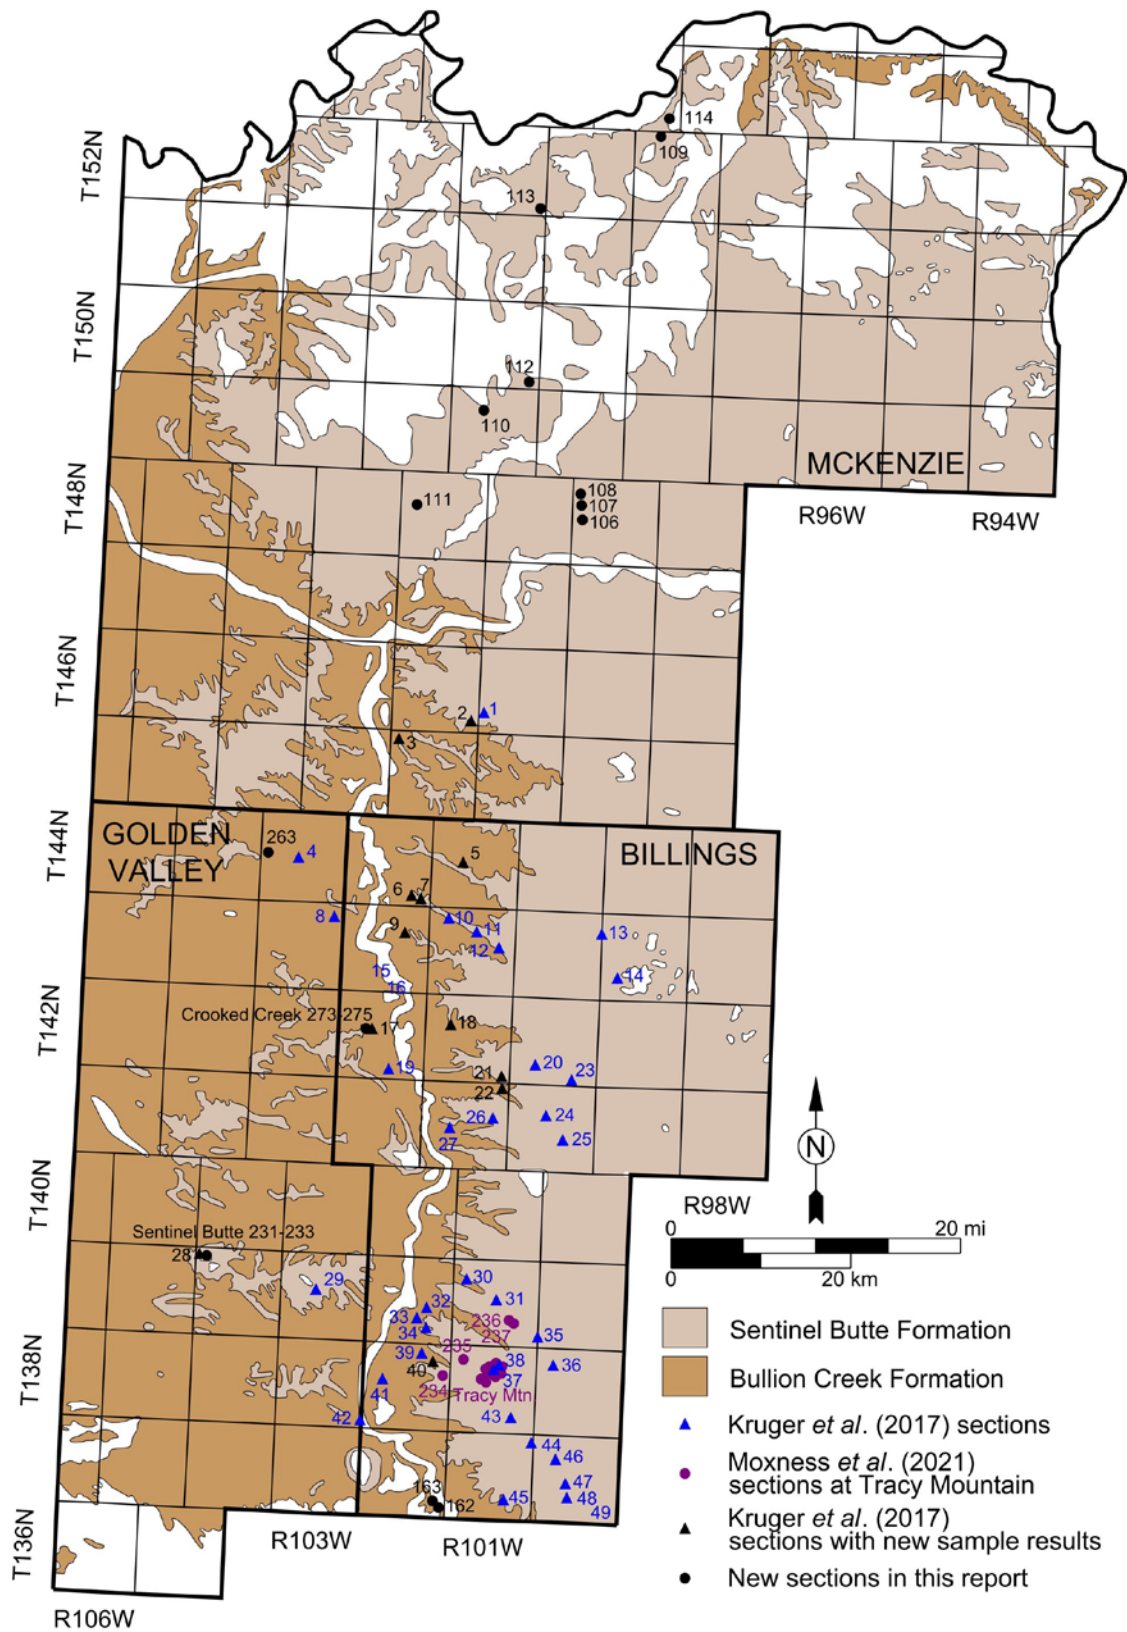 114
109
T152N
113
T150N
112
110
MCKENZIE
T148N
111
108
107
106
R96W
R94W
T146N
2
1
3
T144N
GOLDEN
VALLEY
263
4
BILLINGS
5
6
7
8
9
10
11
12
13
14
15
16
T142N
Crooked Creek 273-275
17
18
19
20
21
22
23
24
25
26
27
N
T140N
R98W
0
20 mi
0
20 km
Sentinel Butte 231-233
28
29
30
31
32
33
34
236
237
35
Sentinel Butte Formation
T138N
235
38
39
40
36
37
234
Tracy Mtn.
41
42
43
Bullion Creek Formation
Kruger et al. (2017) sections
44
46
Moxness et al. (2021)
sections at Tracy Mountain
47
45
48
49
163
162
Kruger et al. (2017)
sections with new sample results
T136N
R103W
R101W
New sections in this report
R106W